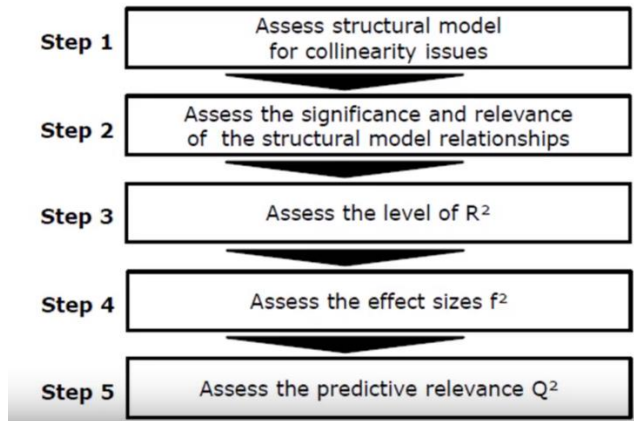 Step 1
Assess structural model
for collinearity issues
Step 2
Assess the significance and relevance
of the structural model relationships
Step 3
Assess the level of R²
Step 4
Assess the effect sizes f²
Step 5
Assess the predictive relevance Q²